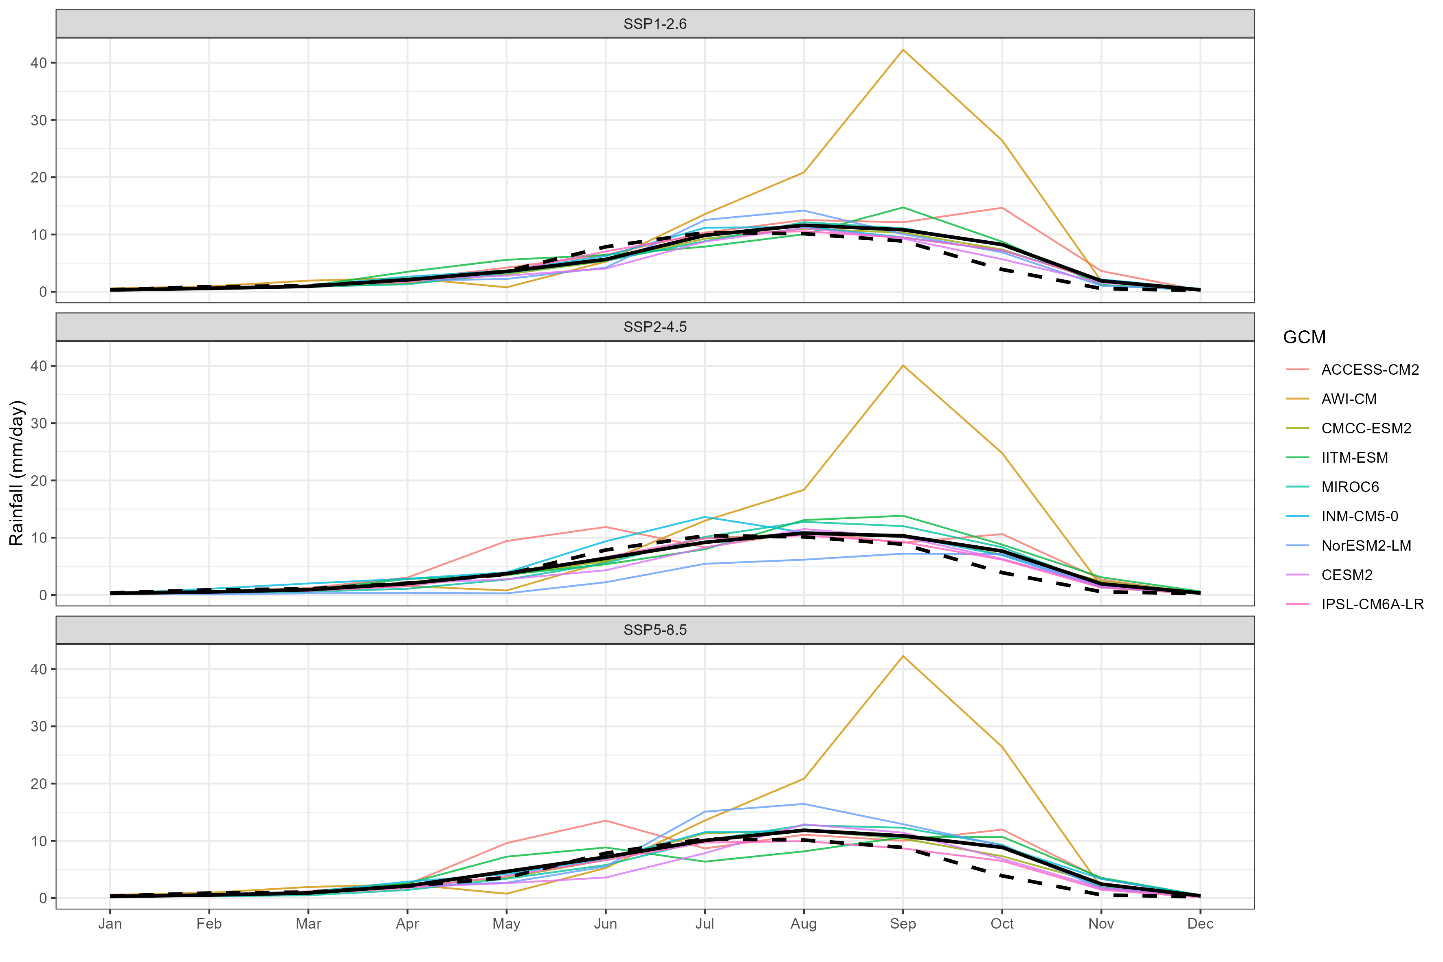 SSP1-2.6
40
30
20
10
0
SSP2-4.5
40
30
20
10
0
SSP5-8.5
40
30
20
10
0
Jan Feb Mar Apr May Jun Jul Aug Sep Oct Nov Dec
Rainfall (mm/day)
GCM
ACCESS-CM2
AWI-CM
CMCC-ESM2
IITM-ESM
MIROC6
INM-CM5-0
NorESM2-LM
CESM2
IPSL-CM6A-LR